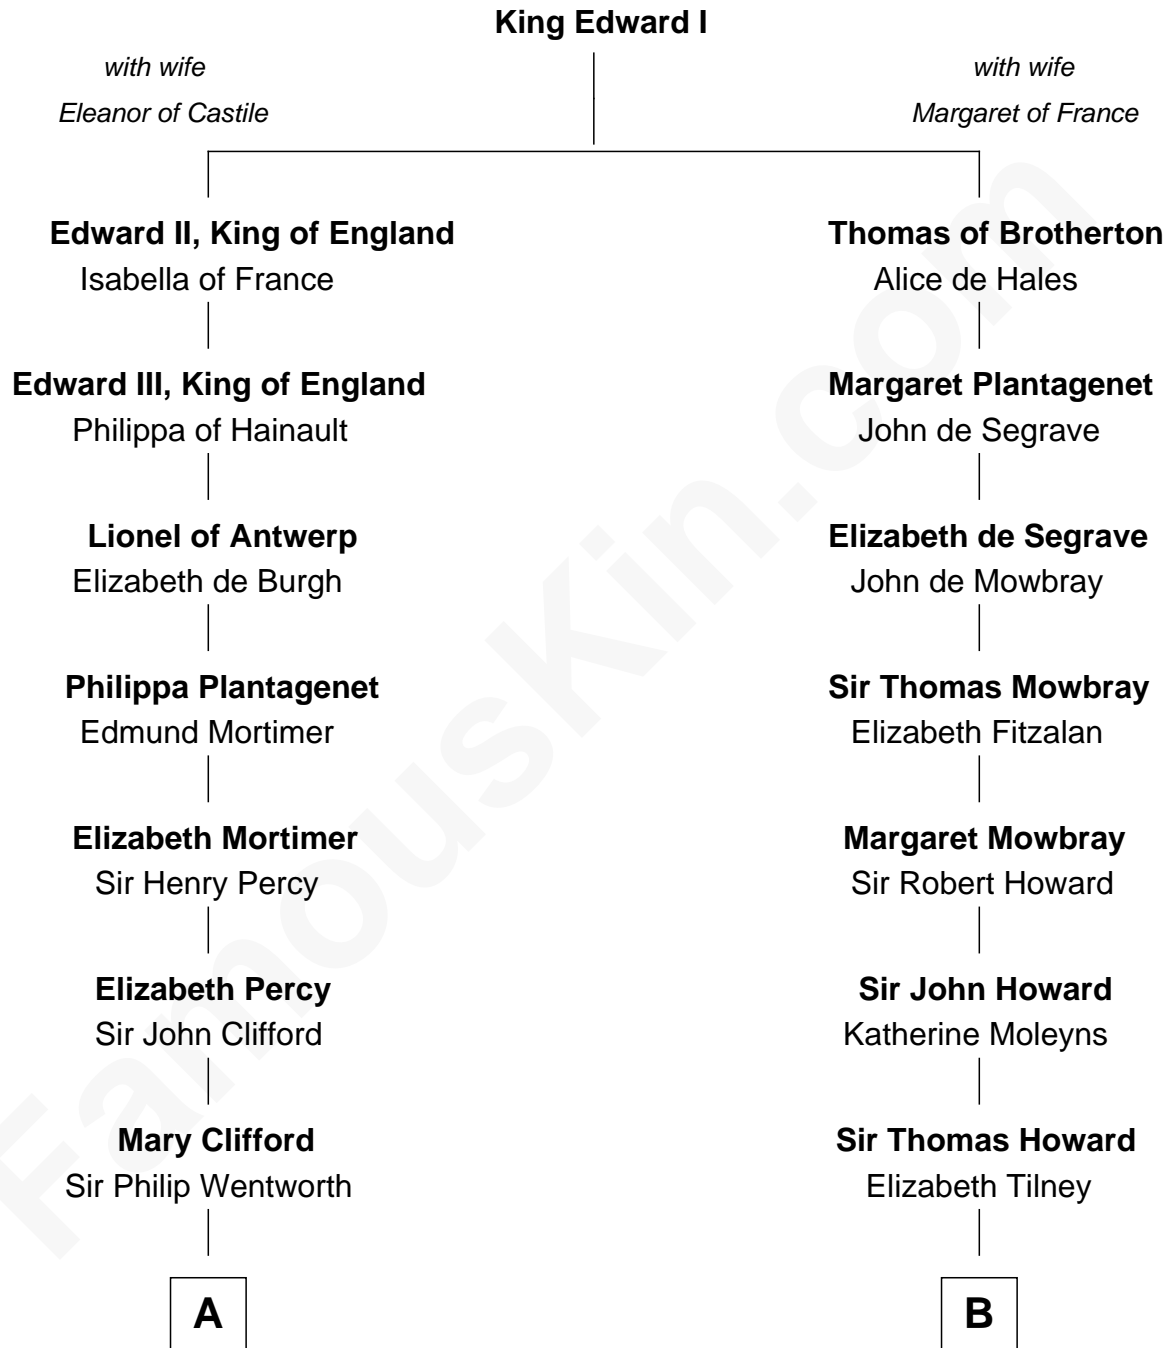 King Edward I
with wife
Eleanor of Castile
with wife
Margaret of France
Edward II, King of England
Isabella of France
Thomas of Brotherton
Alice de Hales
Edward III, King of England
Philippa of Hainault
Margaret Plantagenet
John de Segrave
Lionel of Antwerp
Elizabeth de Burgh
Elizabeth de Segrave
John de Mowbray
Philippa Plantagenet
Edmund Mortimer
Sir Thomas Mowbray
Elizabeth Fitzalan
Elizabeth Mortimer
Sir Henry Percy
Margaret Mowbray
Sir Robert Howard
Elizabeth Percy
Sir John Clifford
Sir John Howard
Katherine Moleyns
Mary Clifford
Sir Philip Wentworth
Sir Thomas Howard
Elizabeth Tilney
A
B
FamousKin.com